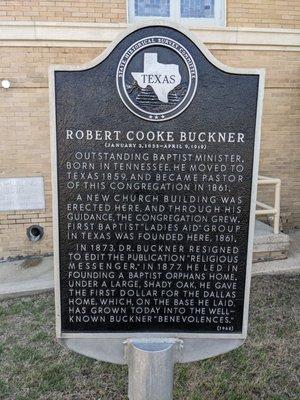 STATE HISTORICAL SURVEY COMMITTEE
TEXAS
ROBERT COOKE BUCKNER
(JANUARY 3, 1833-APRIL 9, 1919)
OUTSTANDING BAPTIST MINISTER.
BORN IN TENNESSEE. HE MOVED TO
TEXAS 1859, AND BECAME PASTOR
OF THIS CONGREGATION IN 1861.
A NEW CHURCH BUILDING WAS
ERECTED HERE, AND THROUGH HIS
GUIDANCE, THE CONGREGATION GREW.
FIRST BAPTIST "LADIES AID" GROUP
IN TEXAS WAS FOUNDED HERE, 1861.
IN 1873, DR. BUCKNER RESIGNED
TO EDIT THE PUBLICATION "RELIGIOUS
MESSENGER." IN 1877, HE LED IN
FOUNDING A BAPTIST ORPHANS HOME.
UNDER A LARGE, SHADY OAK, HE GAVE
THE FIRST DOLLAR FOR THE DALLAS
HOME, WHICH, ON THE BASE HE LAID,
HAS GROWN TODAY INTO THE WELL-
KNOWN BUCKNER "BENEVOLENCES."
(1968)